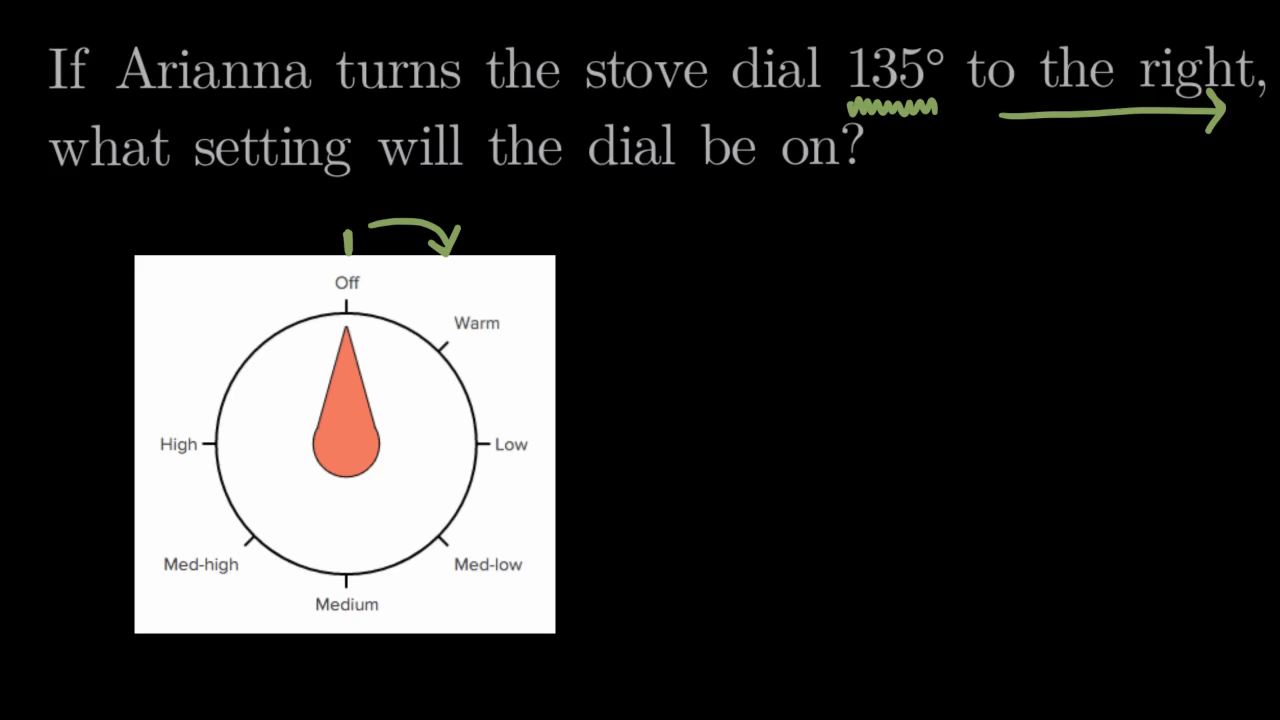 If Arianna turns the stove dial 135° to the right,
what setting will the dial be on?
Off
Warm
High
Low
Med-high
Med-low
Medium